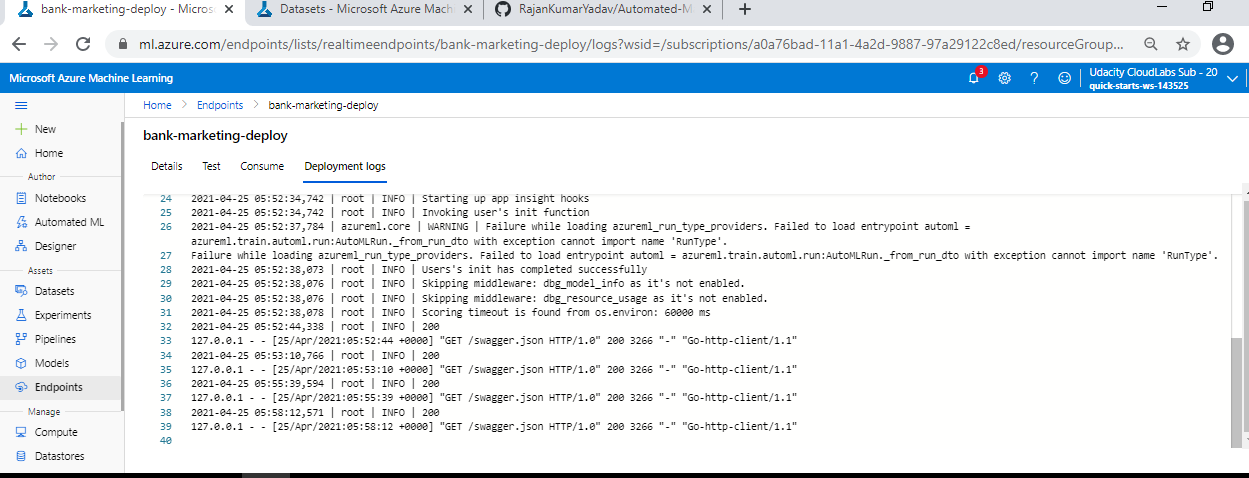 bank-marketing-deploy - Micros
Datasets - Microsoft Azure Mach
RajanKumarYadav/Automated-M
ml.azure.com/endpoints/lists/realtimeendpoints/bank-marketing-deploy/logs?wsid=/subscriptions/a0a76bad-11a1-4a2d-9887-97a29122c8ed/resourceGroup...
Microsoft Azure Machine Learning
3
Udacity CloudLabs Sub - 20
quick-starts-ws-143525
New
Home
Author
Notebooks
Automated ML
Designer
Assets
Datasets
Experiments
Pipelines
Models
Endpoints
Manage
Compute
Datastores
Home > Endpoints > bank-marketing-deploy
bank-marketing-deploy
Details Test Consume Deployment logs
24 2021-04-25 05:52:34,742 | root | INFO | Starting up app insight hooks
25 2021-04-25 05:52:34,742 | root | INFO | Invoking user's init function
26 2021-04-25 05:52:37,784 | azureml.core | WARNING | Failure while loading azureml_run_type_providers. Failed to load entrypoint automl =
azureml.train.automl.run:AutoMLRun._from_run_dto with exception cannot import name 'RunType'.
27 Failure while loading azureml_run_type_providers. Failed to load entrypoint automl = azureml.train.automl.run:AutoMLRun._from_run_dto with exception cannot import name 'RunType'.
28 2021-04-25 05:52:38,073 | root | INFO | Users's init has completed successfully
29 2021-04-25 05:52:38,076 | root | INFO | Skipping middleware: dbg_model_info as it's not enabled.
30 2021-04-25 05:52:38,076 | root | INFO | Skipping middleware: dbg_resource_usage as it's not enabled.
31 2021-04-25 05:52:38,078 | root | INFO | Scoring timeout is found from os.environ: 60000 ms
32 2021-04-25 05:52:44,338 | root | INFO | 200
33 127.0.0.1 - - [25/Apr/2021:05:52:44 +0000] "GET /swagger.json HTTP/1.0" 200 3266 "-" "Go-http-client/1.1"
34 2021-04-25 05:53:10,766 | root | INFO | 200
35 127.0.0.1 - - [25/Apr/2021:05:53:10 +0000] "GET /swagger.json HTTP/1.0" 200 3266 "-" "Go-http-client/1.1"
36 2021-04-25 05:55:39,594 | root | INFO | 200
37 127.0.0.1 - - [25/Apr/2021:05:55:39 +0000] "GET /swagger.json HTTP/1.0" 200 3266 "-" "Go-http-client/1.1"
38 2021-04-25 05:58:12,571 | root | INFO | 200
39 127.0.0.1 - - [25/Apr/2021:05:58:12 +0000] "GET /swagger.json HTTP/1.0" 200 3266 "-" "Go-http-client/1.1"
40